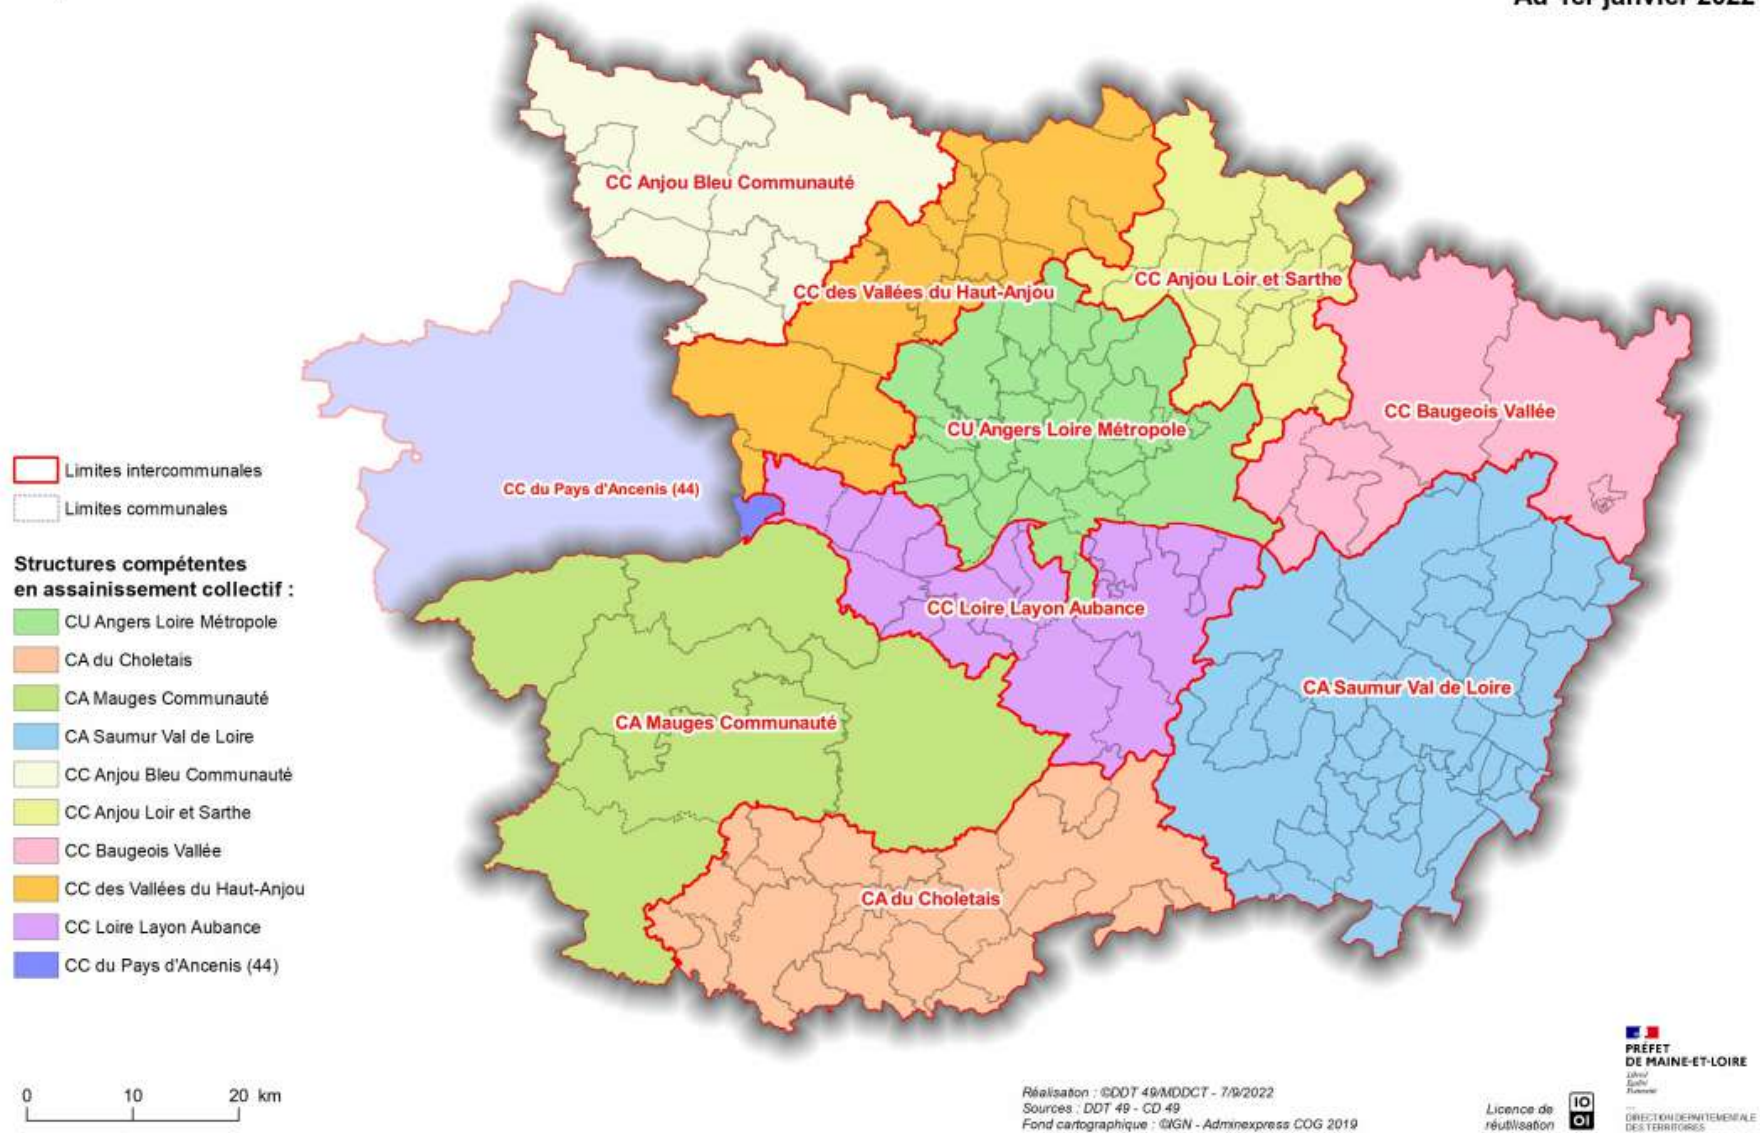 Au 1er janvier 2022
CC Anjou Bleu Communauté
CC des Vallées du Haut-Anjou
CC Anjou Loir et Sarthe
CC Baugeois Vallée
CU Angers Loire Métropole
CC du Pays d'Ancenis (44)
CC Loire Layon Aubance
CA Saumur Val de Loire
CA Mauges Communauté
CA du Choletais
Limites intercommunales
Limites communales
Structures compétentes
en assainissement collectif :
CU Angers Loire Métropole
CA du Choletais
CA Mauges Communauté
CA Saumur Val de Loire
CC Anjou Bleu Communauté
CC Anjou Loir et Sarthe
CC Baugeois Vallée
CC des Vallées du Haut-Anjou
CC Loire Layon Aubance
CC du Pays d'Ancenis (44)
0 10 20 km
Réalisation : ©DDT 49/MDDCT - 7/9/2022
Sources : DDT 49 - CD 49
Fond cartographique : ©IGN - Adminexpress COG 2019
Licence de
réutilisation
IO
OI
PRÉFET
DE MAINE-ET-LOIRE
Liberté
Égalité
Fraternité
DIRECTION DÉPARTEMENTALE
DES TERRITOIRES